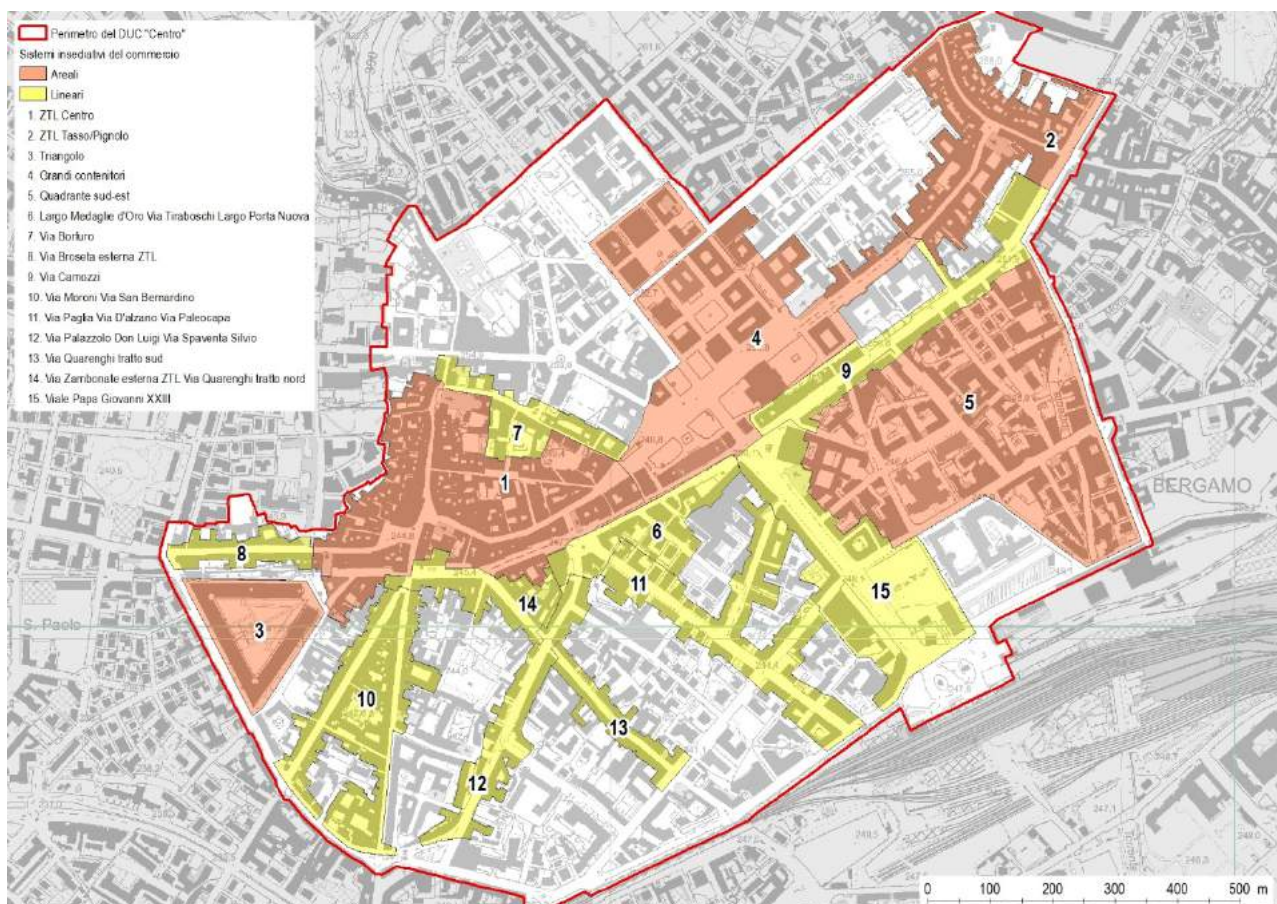 Perimetro del DUC "Centro"
Sistemi insediativi del commercio
Areali
Lineari
1. ZTL Centro
2. ZTL Tasso/Pignolo
3. Triangolo
4. Grandi contenitori
5. Quadrante sud-est
6. Largo Medaglie d'Oro Via Tiraboschi Largo Porta Nuova
7. Via Borfuro
8. Via Broseta esterna ZTL
9. Via Camozzi
10. Via Moroni Via San Bernardino
11. Via Paglia Via D'alzano Via Paleocapa
12. Via Palazzolo Don Luigi Via Spaventa Silvio
13. Via Quarenghi tratto sud
14. Via Zambonate esterna ZTL Via Quarenghi tratto nord
15. Viale Papa Giovanni XXIII
2
4
9
5
7
1
BERGAMO
6
8
11
14
15
3
S. Paolo
10
13
12
0 100 200 300 400 500 m